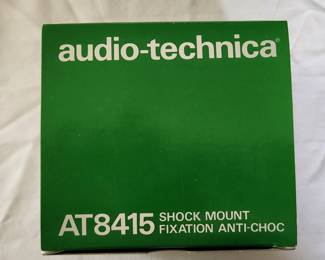 audio-technica®
AT8415 SHOCK MOUNT
FIXATION ANTI-CHOC